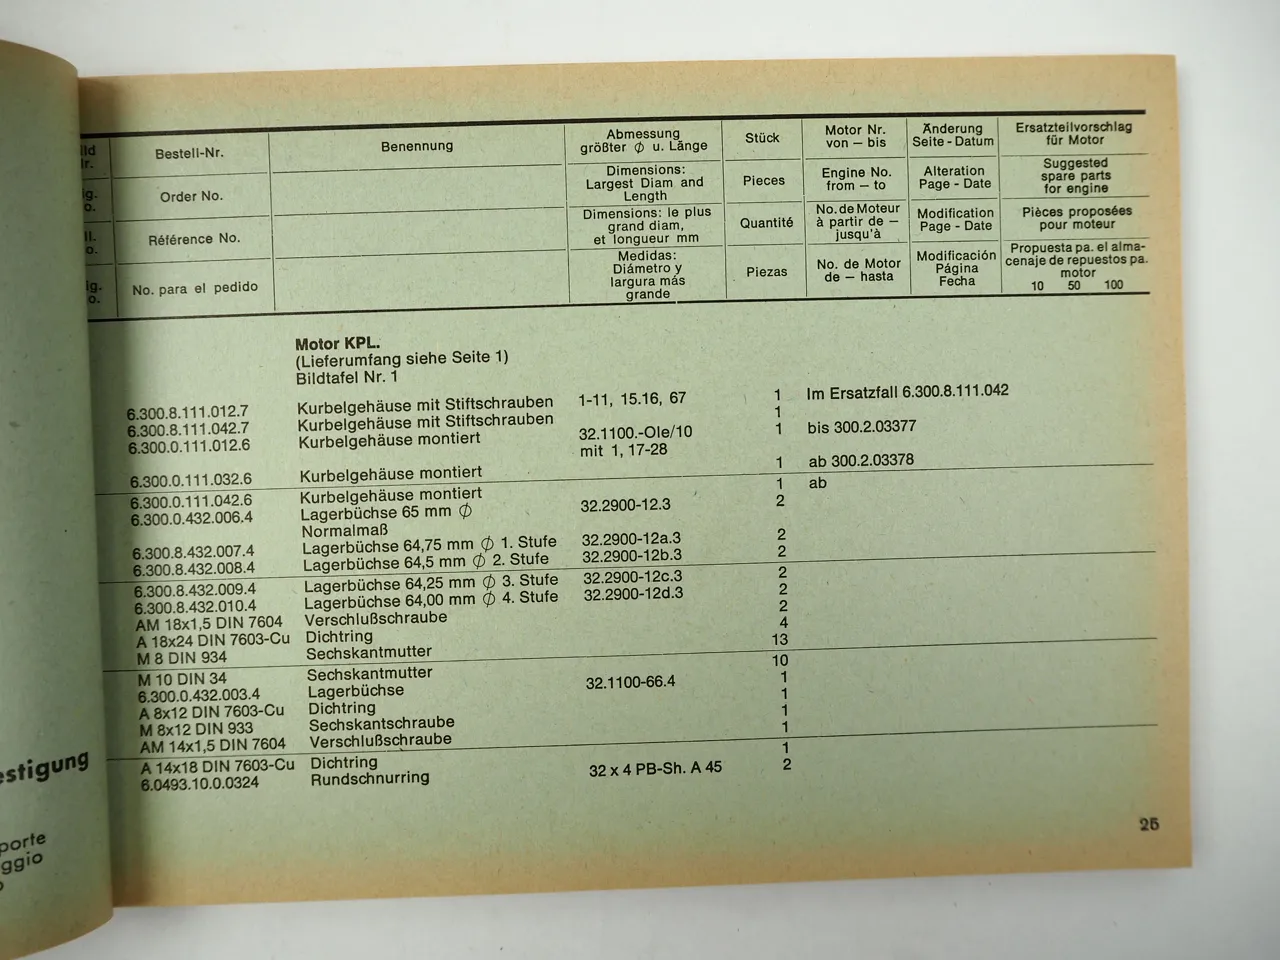 ild
lr.
Bestell-Nr.
Benennung
Abmessung
größter ∅ u. Länge
Stück
Motor Nr.
von – bis
Änderung
Seite - Datum
Ersatzteilvorschlag
für Motor
ig.
o.
Order No.
Dimensions:
Largest Diam and
Length
Pieces
Engine No.
from – to
Alteration
Page - Date
Suggested
spare parts
for engine
ll.
o.
Référence No.
Dimensions: le plus
grand diam,
et longueur mm
Quantité
No. de Moteur
à partir de –
jusqu'à
Modification
Page - Date
Pièces proposées
pour moteur
ig.
o.
No. para el pedido
Medidas:
Diámetro y
largura más
grande
Piezas
No. de Motor
de – hasta
Modificación
Página
Fecha
Propuesta pa. el alma-
cenaje de repuestos pa.
motor
10 50 100
Motor KPL.
(Lieferumfang siehe Seite 1)
Bildtafel Nr. 1
6.300.8.111.012.7 Kurbelgehäuse mit Stiftschrauben 1-11, 15.16, 67 1 Im Ersatzfall 6.300.8.111.042
6.300.8.111.042.7 Kurbelgehäuse mit Stiftschrauben 1
6.300.0.111.012.6 Kurbelgehäuse montiert 32.1100.-Ole/10 1 bis 300.2.03377
mit 1, 17-28
6.300.0.111.032.6 Kurbelgehäuse montiert 1 ab 300.2.03378
6.300.0.111.042.6 Kurbelgehäuse montiert 1 ab
6.300.0.432.006.4 Lagerbüchse 65 mm ∅ 32.2900-12.3 2
Normalmaß
6.300.8.432.007.4 Lagerbüchse 64,75 mm ∅ 1. Stufe 32.2900-12a.3 2
6.300.8.432.008.4 Lagerbüchse 64,5 mm ∅ 2. Stufe 32.2900-12b.3 2
6.300.8.432.009.4 Lagerbüchse 64,25 mm ∅ 3. Stufe 32.2900-12c.3 2
6.300.8.432.010.4 Lagerbüchse 64,00 mm ∅ 4. Stufe 32.2900-12d.3 2
AM 18x1,5 DIN 7604 Verschlußschraube 2
A 18x24 DIN 7603-Cu Dichtring 4
M 8 DIN 934 Sechskantmutter 13
M 10 DIN 34 Sechskantmutter 10
6.300.0.432.003.4 Lagerbüchse 32.1100-66.4 1
A 8x12 DIN 7603-Cu Dichtring 1
M 8x12 DIN 933 Sechskantschraube 1
AM 14x1,5 DIN 7604 Verschlußschraube 1
A 14x18 DIN 7603-Cu Dichtring 1
6.0493.10.0.0324 Rundschnurring 32 x 4 PB-Sh. A 45 2
estigung
porte
ggio
o
25